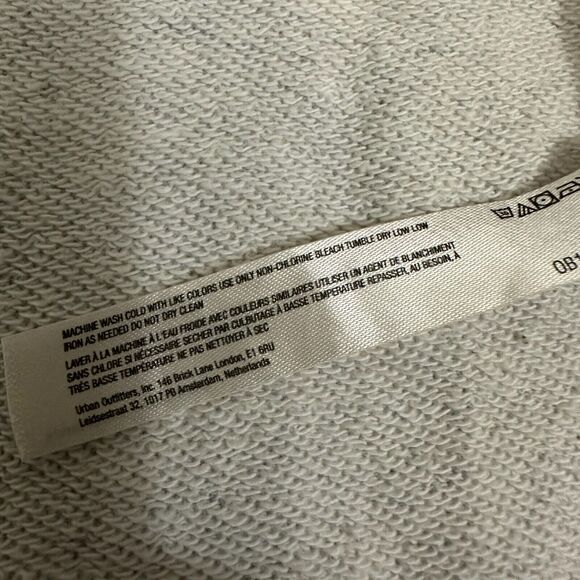 MACHINE WASH COLD WITH LIKE COLORS USE ONLY NON-CHLORINE BLEACH TUMBLE DRY LOW LOW
IRON AS NEEDED DO NOT DRY CLEAN
LAVER À LA MACHINE À L'EAU FROIDE AVEC COULEURS SIMILAIRES UTILISER UN AGENT DE BLANCHIMENT
SANS CHLORE SI NÉCESSAIRE SECHER PAR CULBUTAGE À BASSE TEMPÉRATURE REPASSER, AU BESOIN, À
TRÈS BASSE TEMPÉRATURE NE PAS NETTOYER À SEC
Urban Outfitters, Inc. 146 Brick Lane London, E1 6RU
Leidsestraat 32, 1017 PB Amsterdam, Netherlands
0B1